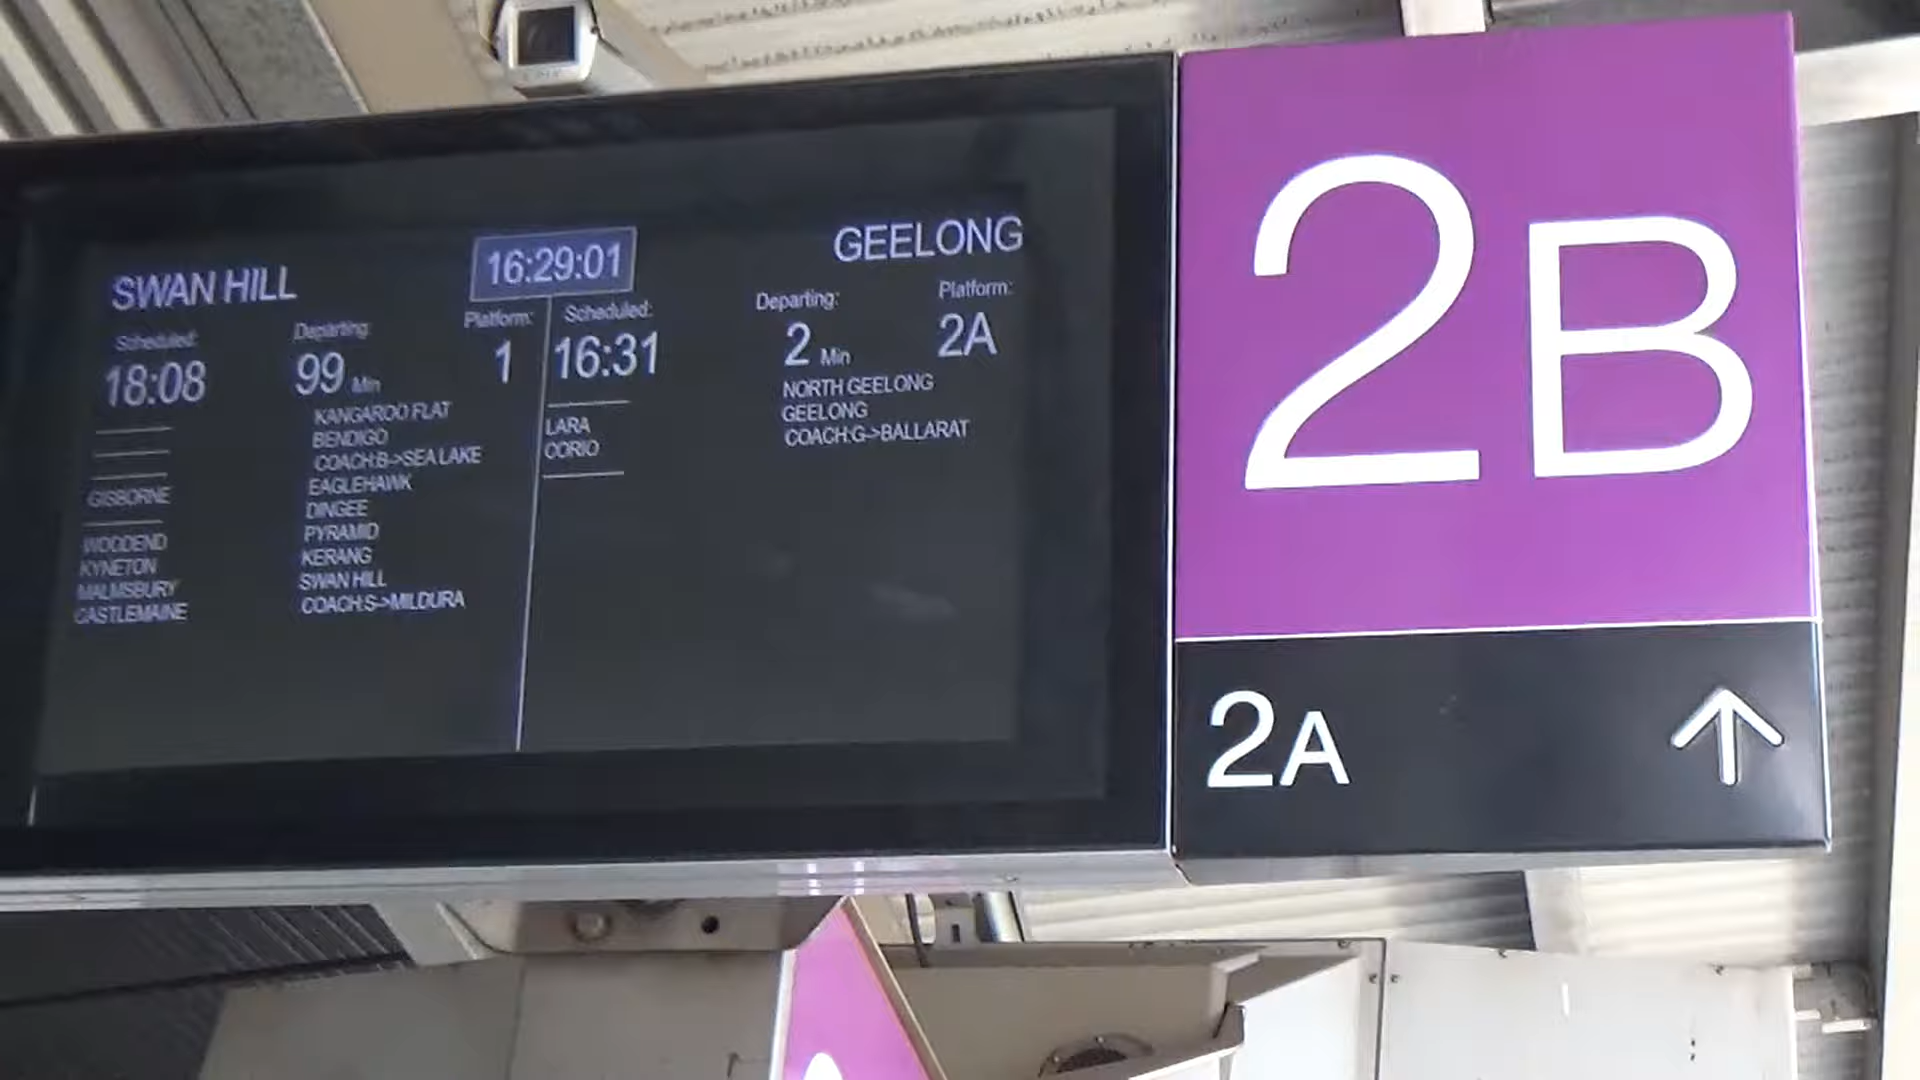 16:29:01
SWAN HILL
Scheduled:
Departing:
Platform:
18:08
99 Min
1
GISBORNE
WOODEND
KYNETON
MALMSBURY
CASTLEMAINE
KANGAROO FLAT
BENDIGO
COACH:B->SEA LAKE
EAGLEHAWK
DINGEE
PYRAMID
KERANG
SWAN HILL
COACH:S->MILDURA
GEELONG
Scheduled:
Departing:
Platform:
16:31
2 Min
2A
LARA
CORIO
NORTH GEELONG
GEELONG
COACH:G->BALLARAT
2B
2A